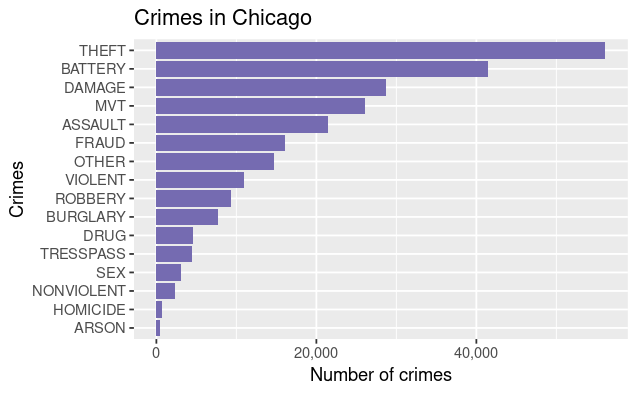 Crimes in Chicago
THEFT
BATTERY
DAMAGE
MVT
ASSAULT
FRAUD
OTHER
VIOLENT
ROBBERY
BURGLARY
DRUG
TRESSPASS
SEX
NONVIOLENT
HOMICIDE
ARSON
Crimes
0 20,000 40,000
Number of crimes